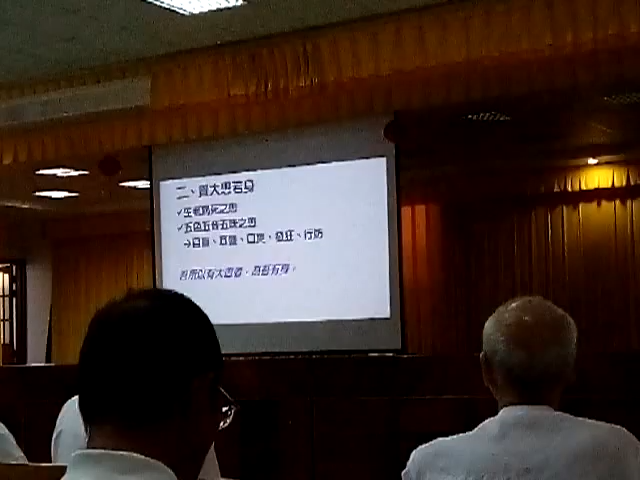 二、貴大患若身
✓生老病死之患
✓五色五音五味之患
→目盲、耳聾、口爽、發狂、行妨
吾所以有大患者，為吾有身。